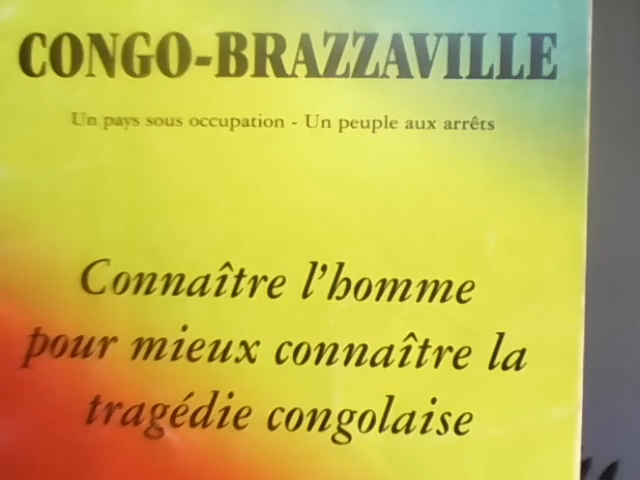 CONGO-BRAZZAVILLE
Un pays sous occupation - Un peuple aux arrêts
Connaître l'homme
pour mieux connaître la
tragédie congolaise